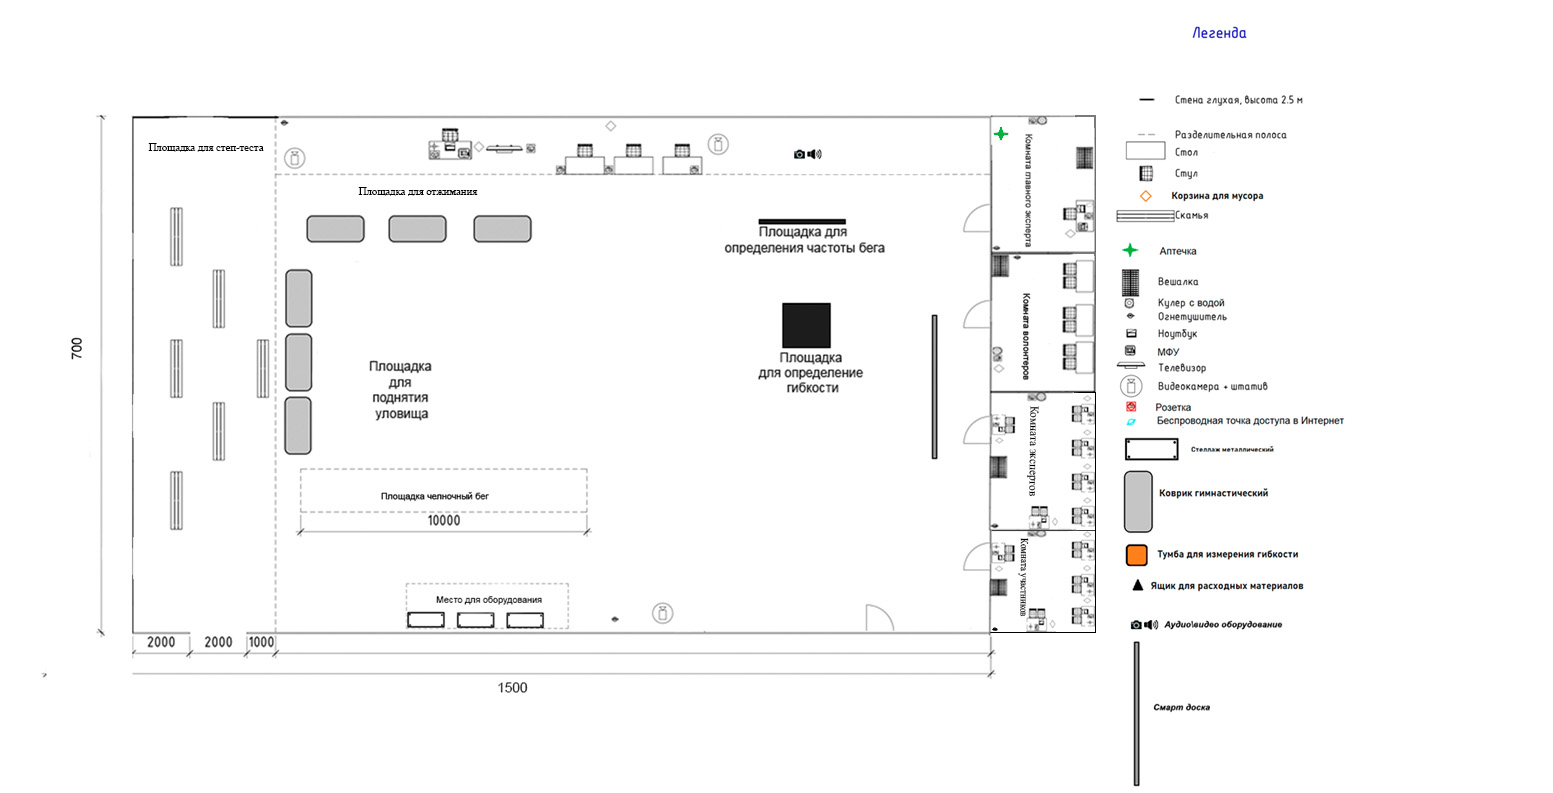 Легенда
Стена глухая, высота 2.5 м
Разделительная полоса
Стол
Стул
Корзина для мусора
Скамья
Аптечка
Вешалка
Кулер с водой
Огнетушитель
Ноутбук
МФУ
Телевизор
Видеокамера + штатив
Розетка
Беспроводная точка доступа в Интернет
Стеллаж металлический
Коврик гимнастический
Тумба для измерения гибкости
Ящик для расходных материалов
Аудио\видео оборудование
Смарт доска
Площадка для степ-теста
Площадка для отжимания
Площадка для
определения частоты бега
Площадка
для определение
гибкости
Площадка
для
поднятия
уловища
Площадка челночный бег
10000
Место для оборудования
Комната главного эксперта
Комната волонтеров
Комната экспертов
Комната участников
700
2000
2000
1000
1500